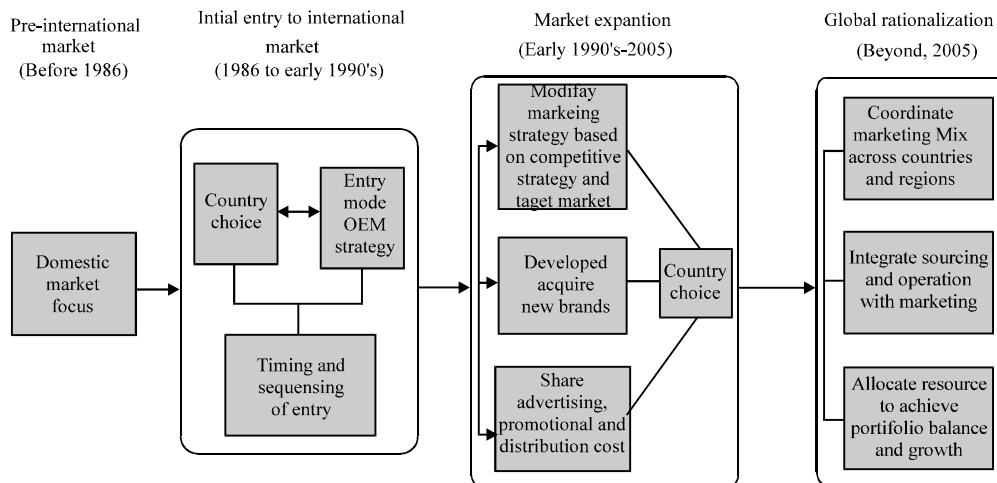 Pre-international
market
(Before 1986)
Intial entry to international
market
(1986 to early 1990's)
Market expantion
(Early 1990's-2005)
Global rationalization
(Beyond, 2005)
Domestic
market
focus
Country
choice
Entry
mode
OEM
strategy
Timing and
sequensing
of entry
Modifay
markeing
strategy based
on competitive
strategy and
taget market
Developed
acquire
new brands
Share
advertising,
promotional and
distribution cost
Country
choice
Coordinate
marketing Mix
across countries
and regions
Integrate sourcing
and operation
with marketing
Allocate resource
to achieve
portifolio balance
and growth